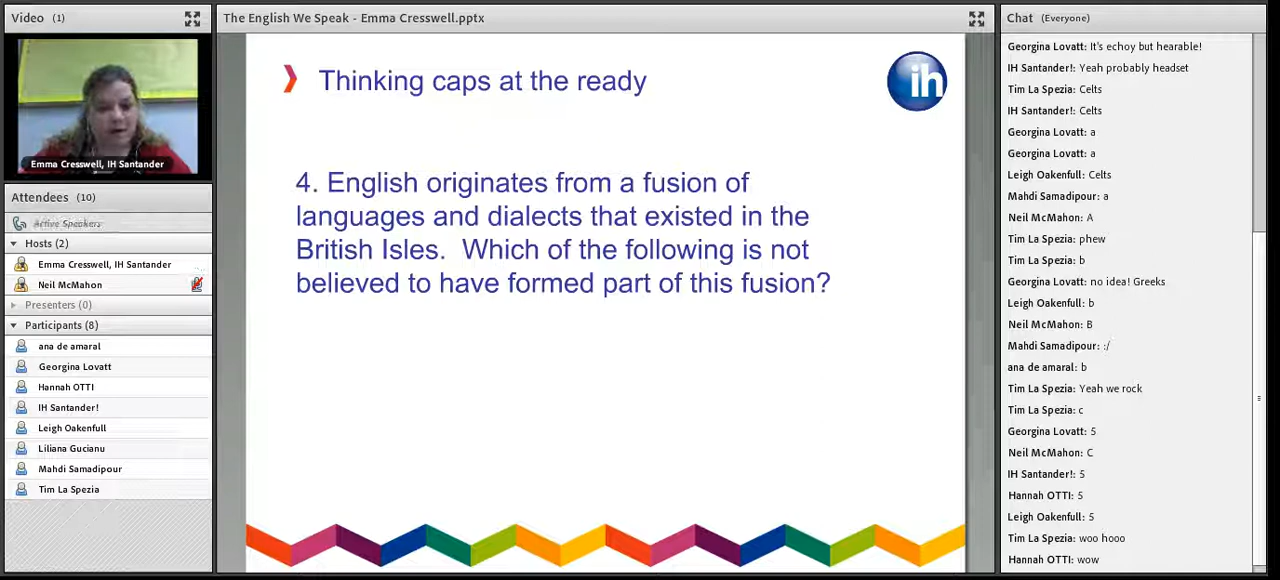 Video (1)
Emma Cresswell, IH Santander
Attendees (10)
Active Speakers
Hosts (2)
Emma Cresswell, IH Santander
Neil McMahon
Presenters (0)
Participants (8)
ana de amaral
Georgina Lovatt
Hannah OTTI
IH Santander!
Leigh Oakenfull
Liliana Gucianu
Mahdi Samadipour
Tim La Spezia
The English We Speak - Emma Cresswell.pptx
Thinking caps at the ready
ih
4. English originates from a fusion of
languages and dialects that existed in the
British Isles. Which of the following is not
believed to have formed part of this fusion?
Chat (Everyone)
Georgina Lovatt: It's echoy but hearable!
IH Santander!: Yeah probably headset
Tim La Spezia: Celts
IH Santander!: Celts
Georgina Lovatt: a
Georgina Lovatt: a
Leigh Oakenfull: Celts
Mahdi Samadipour: a
Neil McMahon: A
Tim La Spezia: phew
Tim La Spezia: b
Georgina Lovatt: no idea! Greeks
Leigh Oakenfull: b
Neil McMahon: B
Mahdi Samadipour: :/
ana de amaral: b
Tim La Spezia: Yeah we rock
Tim La Spezia: c
Georgina Lovatt: 5
Neil McMahon: C
IH Santander!: 5
Hannah OTTI: 5
Leigh Oakenfull: 5
Tim La Spezia: woo hooo
Hannah OTTI: wow